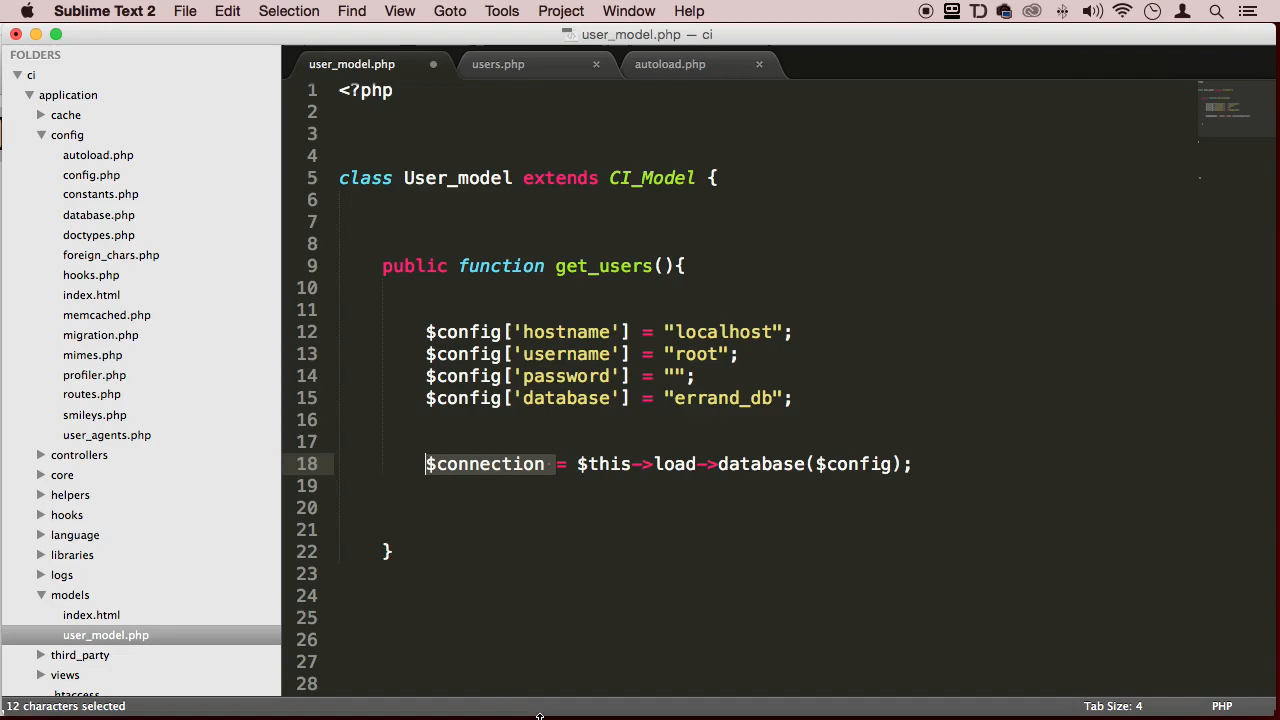 Sublime Text 2 File Edit Selection Find View Goto Tools Project Window Help
user_model.php — ci
FOLDERS
ci
application
cache
config
autoload.php
config.php
constants.php
database.php
doctypes.php
foreign_chars.php
hooks.php
index.html
memcached.php
migration.php
mimes.php
profiler.php
routes.php
smileys.php
user_agents.php
controllers
core
helpers
hooks
language
libraries
logs
models
index.html
user_model.php
third_party
views
.htaccess
user_model.php users.php autoload.php
1 <?php
2
3
4
5 class User_model extends CI_Model {
6
7
8
9 public function get_users(){
10
11
12 $config['hostname'] = "localhost";
13 $config['username'] = "root";
14 $config['password'] = "";
15 $config['database'] = "errand_db";
16
17
18 $connection = $this->load->database($config);
19
20
21
22 }
23
24
25
26
27
28
12 characters selected Tab Size: 4 PHP